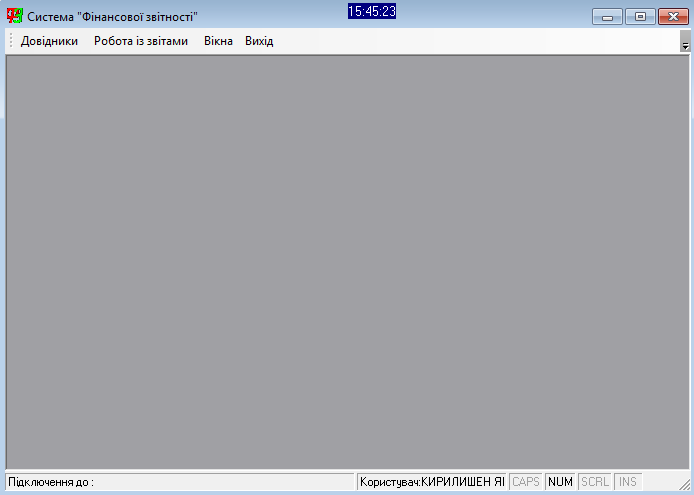 Система "Фінансової звітності"
15:45:23
Довідники Робота із звітами Вікна Вихід
Підключення до : Користувач:КИРИЛИШЕН ЯІ CAPS NUM SCRL INS